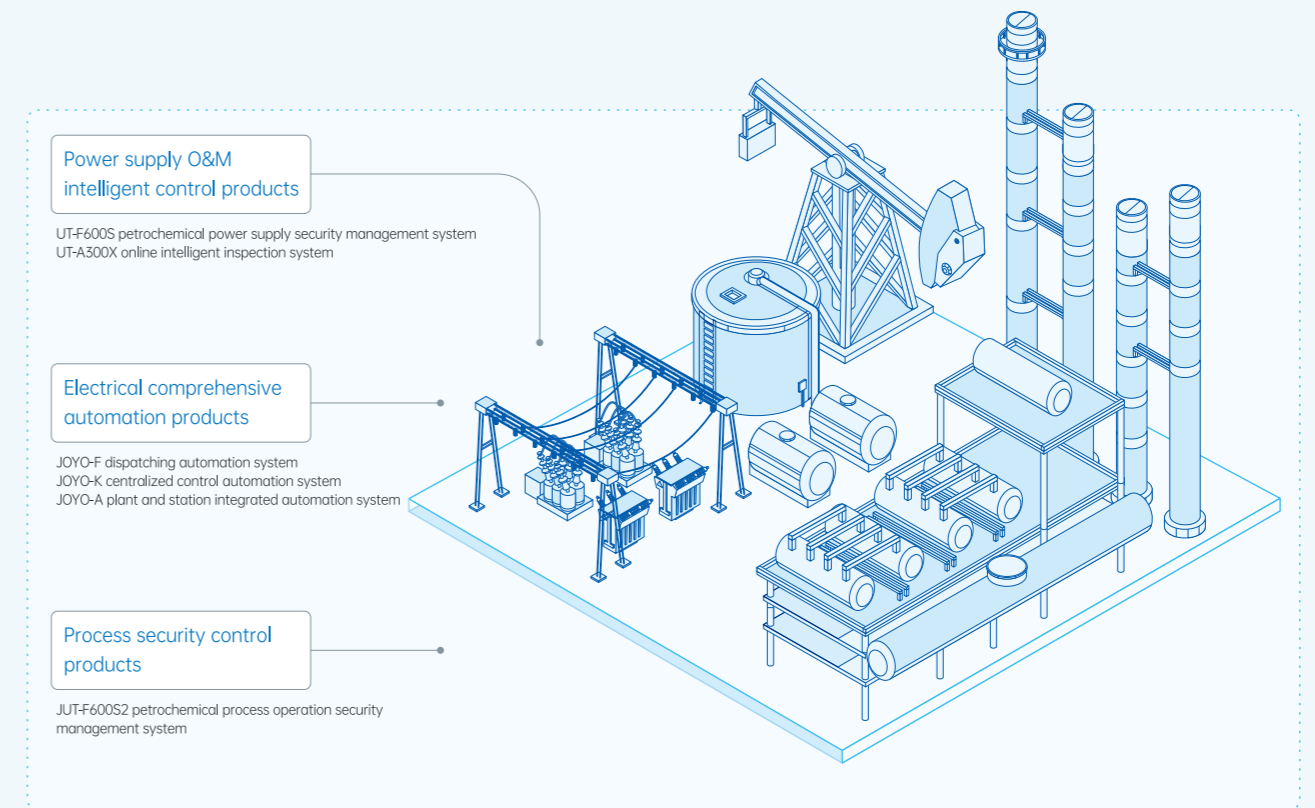 Power supply O&M
intelligent control products
UT-F600S petrochemical power supply security management system
UT-A300X online intelligent inspection system
Electrical comprehensive
automation products
JOYO-F dispatching automation system
JOYO-K centralized control automation system
JOYO-A plant and station integrated automation system
Process security control
products
JUT-F600S2 petrochemical process operation security
management system